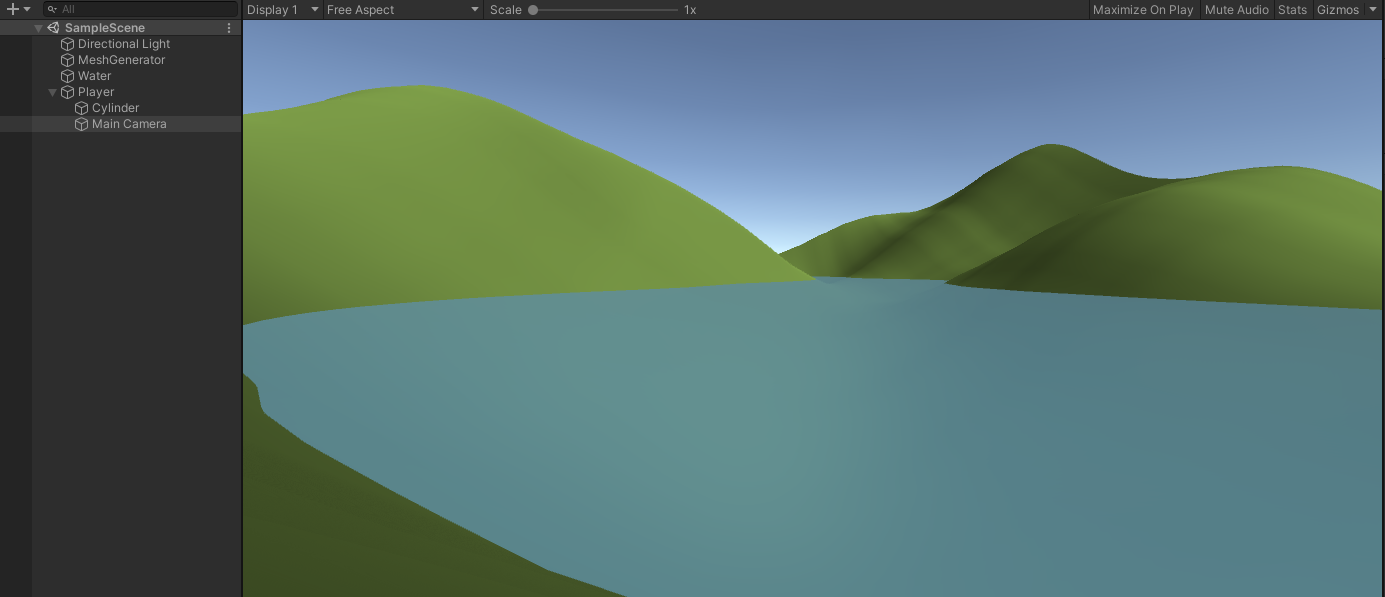 All
Display 1 Free Aspect Scale 1x Maximize On Play Mute Audio Stats Gizmos
SampleScene
Directional Light
MeshGenerator
Water
Player
Cylinder
Main Camera